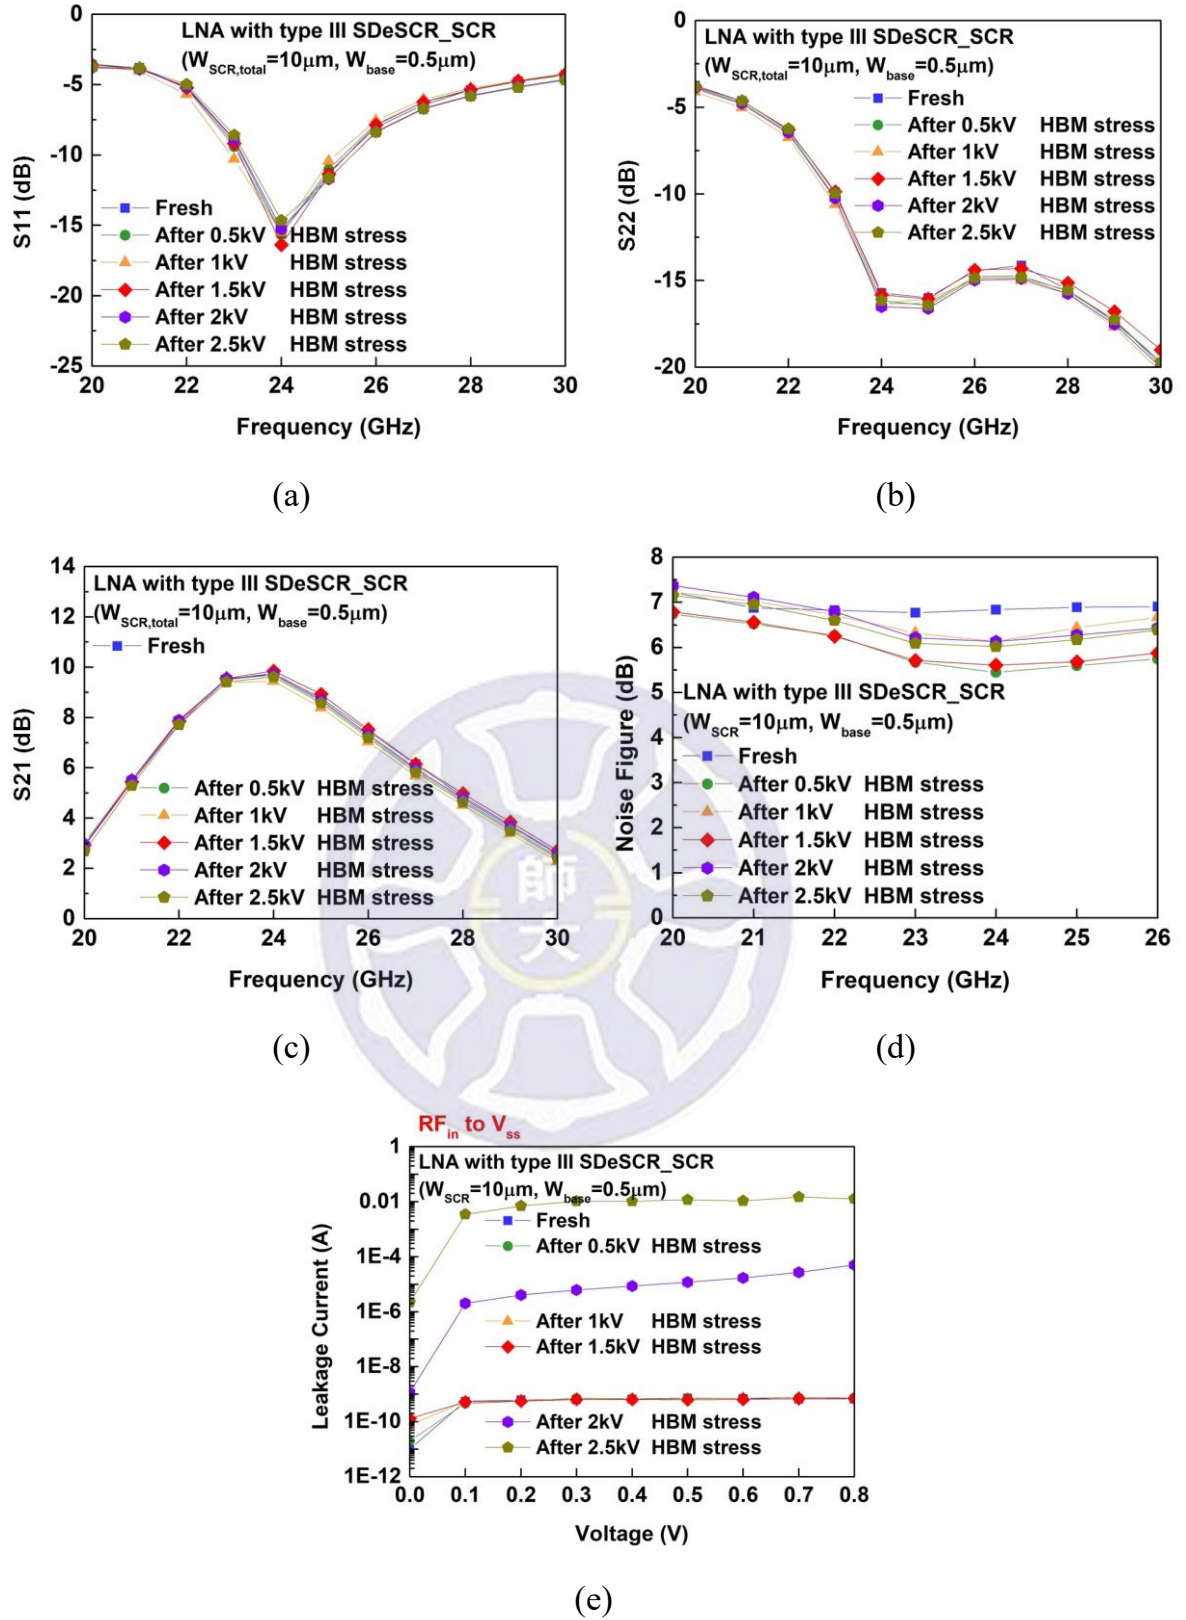 LNA with type III SDeSCR_SCR
(WSCR,total=10μm, Wbase=0.5μm)
0
-5
-10
-15
-20
-25
S11 (dB)
Fresh
After 0.5kV HBM stress
After 1kV HBM stress
After 1.5kV HBM stress
After 2kV HBM stress
After 2.5kV HBM stress
20 22 24 26 28 30
Frequency (GHz)
(a)
LNA with type III SDeSCR_SCR
(WSCR,total=10μm, Wbase=0.5μm)
0
-5
-10
-15
-20
S22 (dB)
Fresh
After 0.5kV HBM stress
After 1kV HBM stress
After 1.5kV HBM stress
After 2kV HBM stress
After 2.5kV HBM stress
20 22 24 26 28 30
Frequency (GHz)
(b)
LNA with type III SDeSCR_SCR
(WSCR,total=10μm, Wbase=0.5μm)
Fresh
14
12
10
8
6
4
2
0
S21 (dB)
After 0.5kV HBM stress
After 1kV HBM stress
After 1.5kV HBM stress
After 2kV HBM stress
After 2.5kV HBM stress
20 22 24 26 28 30
Frequency (GHz)
(c)
8
7
6
5
4
3
2
1
0
Noise Figure (dB)
LNA with type III SDeSCR_SCR
(WSCR=10μm, Wbase=0.5μm)
Fresh
After 0.5kV HBM stress
After 1kV HBM stress
After 1.5kV HBM stress
After 2kV HBM stress
After 2.5kV HBM stress
20 21 22 23 24 25 26
Frequency (GHz)
(d)
師大
RFin to Vss
LNA with type III SDeSCR_SCR
(WSCR=10μm, Wbase=0.5μm)
1
0.01
1E-4
1E-6
1E-8
1E-10
1E-12
Leakage Current (A)
Fresh
After 0.5kV HBM stress
After 1kV HBM stress
After 1.5kV HBM stress
After 2kV HBM stress
After 2.5kV HBM stress
0.0 0.1 0.2 0.3 0.4 0.5 0.6 0.7 0.8
Voltage (V)
(e)